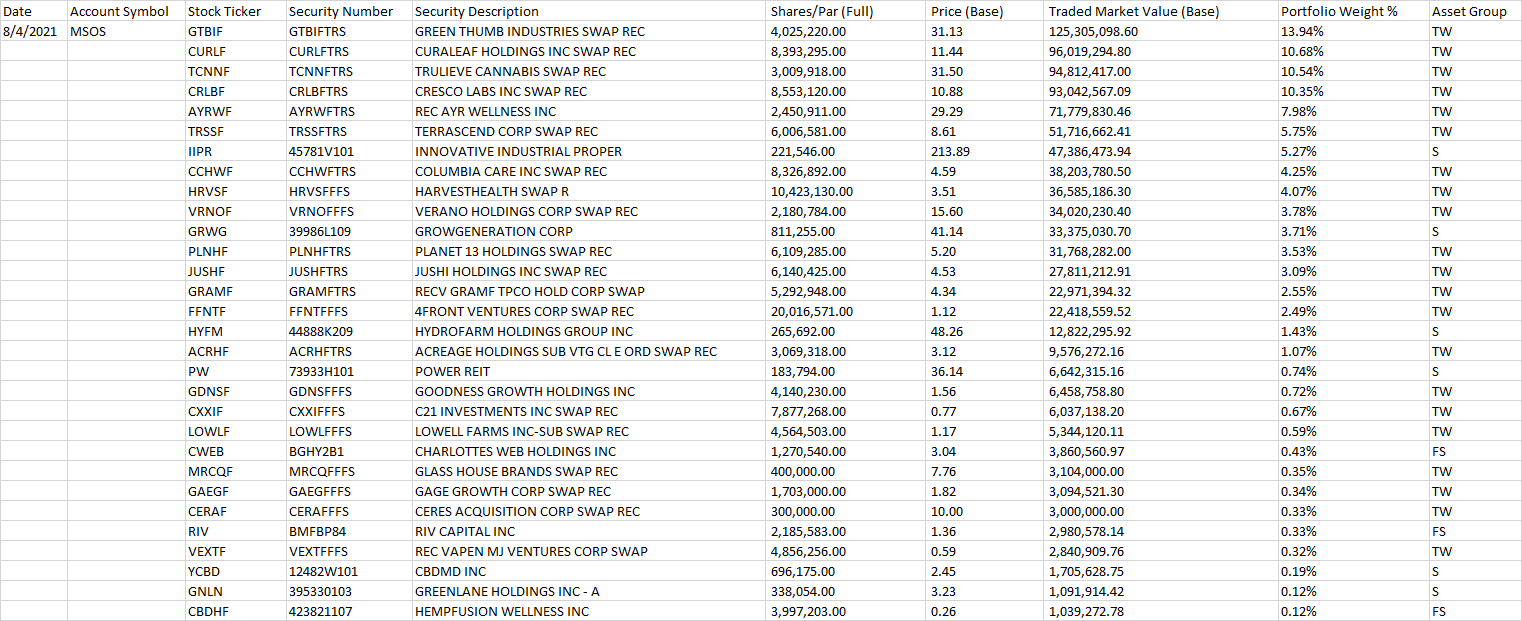 Date Account Symbol Stock Ticker Security Number Security Description Shares/Par (Full) Price (Base) Traded Market Value (Base) Portfolio Weight % Asset Group
8/4/2021 MSOS GTBIF GTBIFTRS GREEN THUMB INDUSTRIES SWAP REC 4,025,220.00 31.13 125,305,098.60 13.94% TW
CURLF CURLFTRS CURALEAF HOLDINGS INC SWAP REC 8,393,295.00 11.44 96,019,294.80 10.68% TW
TCNNF TCNNFTRS TRULIEVE CANNABIS SWAP REC 3,009,918.00 31.50 94,812,417.00 10.54% TW
CRLBF CRLBFTRS CRESCO LABS INC SWAP REC 8,553,120.00 10.88 93,042,567.09 10.35% TW
AYRWF AYRWFTRS REC AYR WELLNESS INC 2,450,911.00 29.29 71,779,830.46 7.98% TW
TRSSF TRSSFTRS TERRASCEND CORP SWAP REC 6,006,581.00 8.61 51,716,662.41 5.75% TW
IIPR 45781V101 INNOVATIVE INDUSTRIAL PROPER 221,546.00 213.89 47,386,473.94 5.27% S
CCHWF CCHWFTRS COLUMBIA CARE INC SWAP REC 8,326,892.00 4.59 38,203,780.50 4.25% TW
HRVSF HRVSFFFS HARVESTHEALTH SWAP R 10,423,130.00 3.51 36,585,186.30 4.07% TW
VRNOF VRNOFFFS VERANO HOLDINGS CORP SWAP REC 2,180,784.00 15.60 34,020,230.40 3.78% TW
GRWG 39986L109 GROWGENERATION CORP 811,255.00 41.14 33,375,030.70 3.71% S
PLNHF PLNHFTRS PLANET 13 HOLDINGS SWAP REC 6,109,285.00 5.20 31,768,282.00 3.53% TW
JUSHF JUSHFTRS JUSHI HOLDINGS INC SWAP REC 6,140,425.00 4.53 27,811,212.91 3.09% TW
GRAMF GRAMFTRS RECV GRAMF TPCO HOLD CORP SWAP 5,292,948.00 4.34 22,971,394.32 2.55% TW
FFNTF FFNTFFFS 4FRONT VENTURES CORP SWAP REC 20,016,571.00 1.12 22,418,559.52 2.49% TW
HYFM 44888K209 HYDROFARM HOLDINGS GROUP INC 265,692.00 48.26 12,822,295.92 1.43% S
ACRHF ACRHFTRS ACREAGE HOLDINGS SUB VTG CL E ORD SWAP REC 3,069,318.00 3.12 9,576,272.16 1.07% TW
PW 73933H101 POWER REIT 183,794.00 36.14 6,642,315.16 0.74% S
GDNSF GDNSFFFS GOODNESS GROWTH HOLDINGS INC 4,140,230.00 1.56 6,458,758.80 0.72% TW
CXXIF CXXIFFFS C21 INVESTMENTS INC SWAP REC 7,877,268.00 0.77 6,037,138.20 0.67% TW
LOWLF LOWLFFFS LOWELL FARMS INC-SUB SWAP REC 4,564,503.00 1.17 5,344,120.11 0.59% TW
CWEB BGHY2B1 CHARLOTTES WEB HOLDINGS INC 1,270,540.00 3.04 3,860,560.97 0.43% FS
MRCQF MRCQFFFS GLASS HOUSE BRANDS SWAP REC 400,000.00 7.76 3,104,000.00 0.35% TW
GAEGF GAEGFFFS GAGE GROWTH CORP SWAP REC 1,703,000.00 1.82 3,094,521.30 0.34% TW
CERAF CERAFFFS CERES ACQUISITION CORP SWAP REC 300,000.00 10.00 3,000,000.00 0.33% TW
RIV BMFBP84 RIV CAPITAL INC 2,185,583.00 1.36 2,980,578.14 0.33% FS
VEXTF VEXTFFFS REC VAPEN MJ VENTURES CORP SWAP 4,856,256.00 0.59 2,840,909.76 0.32% TW
YCBD 12482W101 CBDMD INC 696,175.00 2.45 1,705,628.75 0.19% S
GNLN 395330103 GREENLANE HOLDINGS INC - A 338,054.00 3.23 1,091,914.42 0.12% S
CBDHF 423821107 HEMPFUSION WELLNESS INC 3,997,203.00 0.26 1,039,272.78 0.12% FS